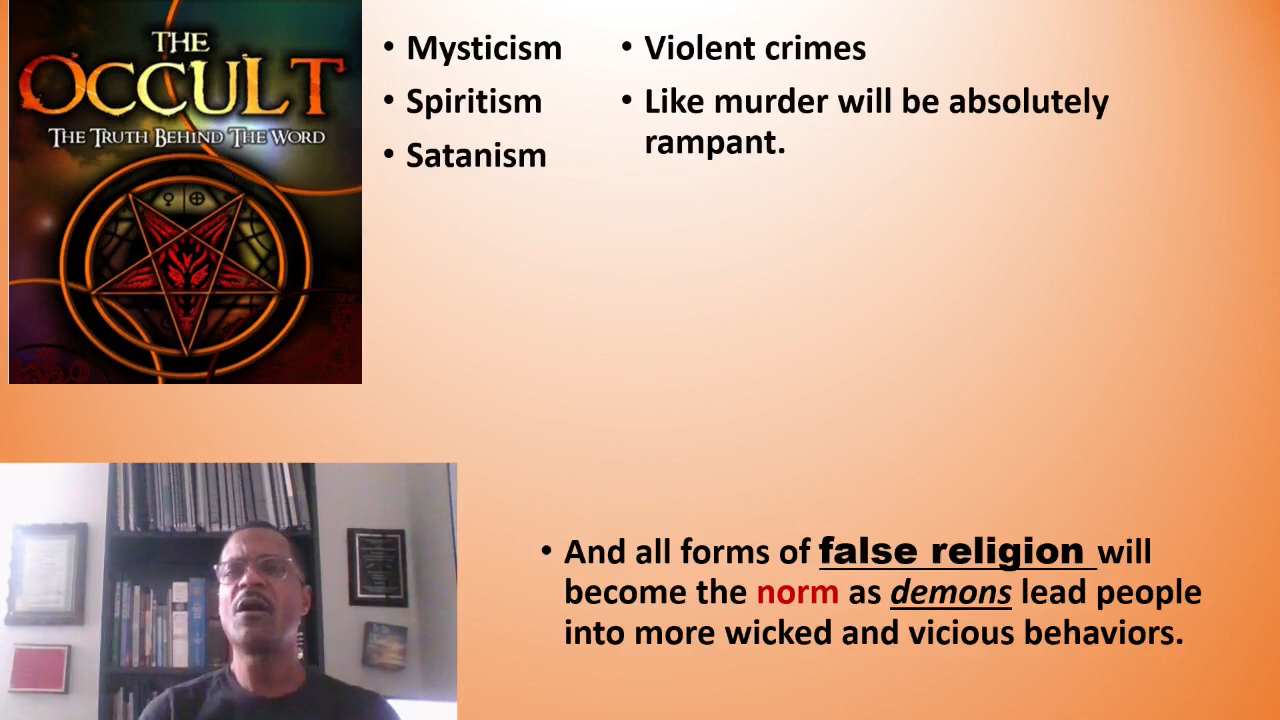 THE
OCCULT
THE TRUTH BEHIND THE WORD
• Mysticism
• Spiritism
• Satanism
• Violent crimes
• Like murder will be absolutely
rampant.
• And all forms of false religion will
become the norm as demons lead people
into more wicked and vicious behaviors.